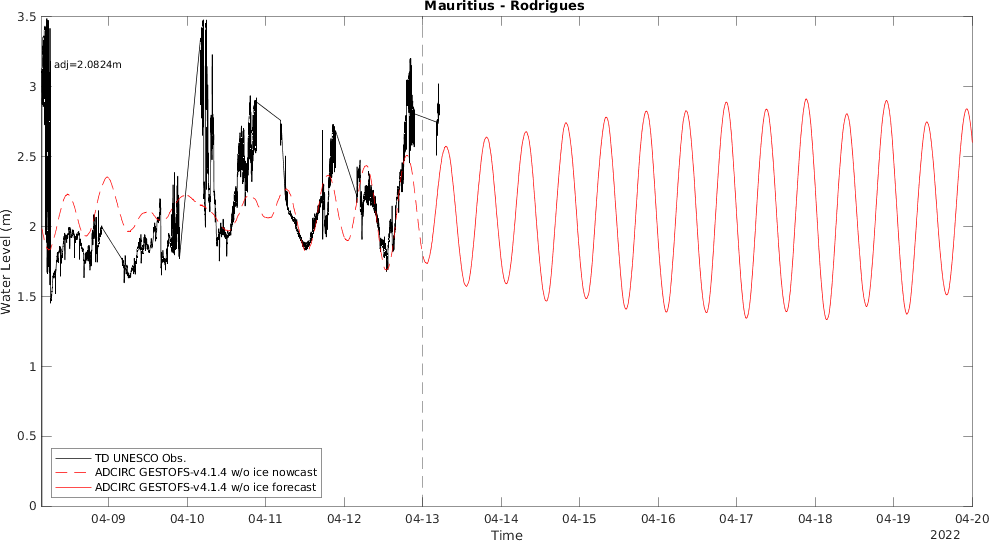 Mauritius - Rodrigues
3.5
adj=2.0824m
3
2.5
2
1.5
1
0.5
0
Water Level (m)
TD UNESCO Obs.
ADCIRC GESTOFS-v4.1.4 w/o ice nowcast
ADCIRC GESTOFS-v4.1.4 w/o ice forecast
04-09 04-10 04-11 04-12 04-13 04-14 04-15 04-16 04-17 04-18 04-19 04-20
Time
2022